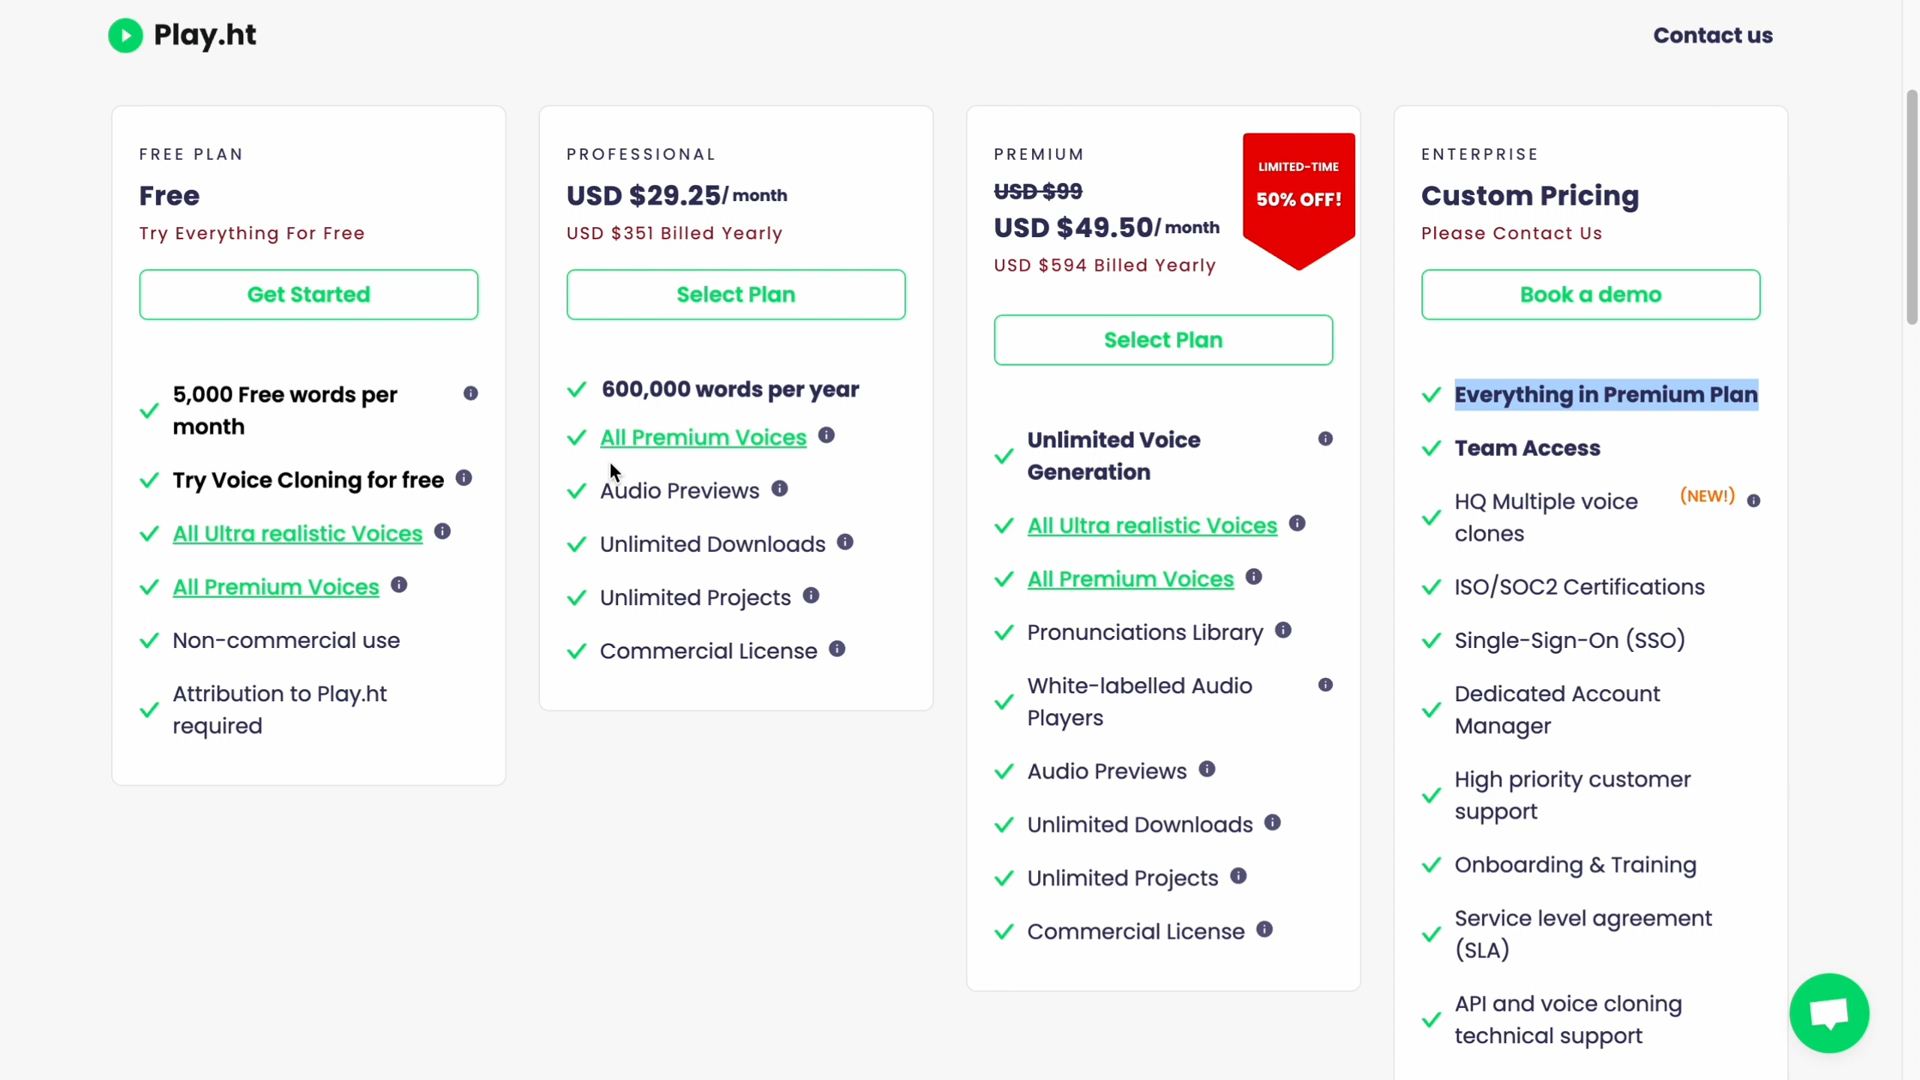 Play.ht
Contact us
FREE PLAN
Free
Try Everything For Free
Get Started
5,000 Free words per
month
Try Voice Cloning for free
All Ultra realistic Voices
All Premium Voices
Non-commercial use
Attribution to Play.ht
required
PROFESSIONAL
USD $29.25/ month
USD $351 Billed Yearly
Select Plan
600,000 words per year
All Premium Voices
Audio Previews
Unlimited Downloads
Unlimited Projects
Commercial License
PREMIUM
USD $99
USD $49.50/ month
USD $594 Billed Yearly
LIMITED-TIME
50% OFF!
Select Plan
Unlimited Voice
Generation
All Ultra realistic Voices
All Premium Voices
Pronunciations Library
White-labelled Audio
Players
Audio Previews
Unlimited Downloads
Unlimited Projects
Commercial License
ENTERPRISE
Custom Pricing
Please Contact Us
Book a demo
Everything in Premium Plan
Team Access
HQ Multiple voice (NEW!)
clones
ISO/SOC2 Certifications
Single-Sign-On (SSO)
Dedicated Account
Manager
High priority customer
support
Onboarding & Training
Service level agreement
(SLA)
API and voice cloning
technical support